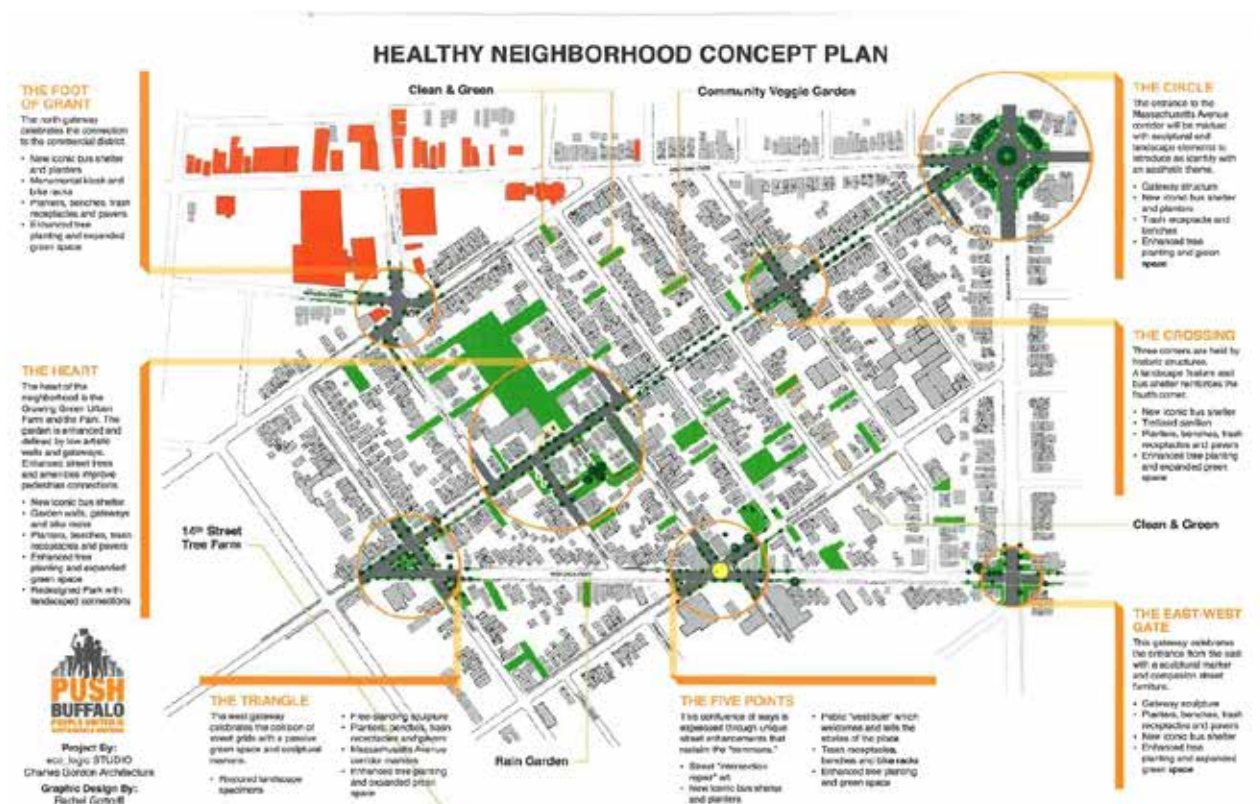 HEALTHY NEIGHBORHOOD CONCEPT PLAN
THE FOOT
OF GRANT
The north gateway
celebrates the connection
to the commercial district.
• New iconic bus shelter
and planters
• Monumental kiosk and
bike racks
• Planters, benches, trash
receptacles and pavers
• Enhanced tree
planting and expanded
green space
Clean & Green
Community Veggie Garden
THE CIRCLE
The entrance to the
Massachusetts Avenue
corridor will be marked
with sculptural and
landscape elements to
introduce an identity with
an aesthetic theme.
• Gateway structure
• New iconic bus shelter
and planters
• Trash receptacle and
benches
• Enhanced tree
planting and green
space
THE HEART
The heart of the
neighborhood is the
Growing Green Urban
Farm and the Park. The
garden is enhanced and
defined by low artistic
walls and gateways.
Enhanced street trees
and amenities improve
pedestrian connections.
• New iconic bus shelter
• Garden walls, gateways
and bike racks
• Planters, benches, trash
receptacles and pavers
• Enhanced tree
planting and expanded
green space
• Redesigned Park with
landscaped connections
THE CROSSING
Three corners are held by
historic structures.
A landscape feature and
bus shelter reinforces the
fourth corner.
• New iconic bus shelter
• Trellised pavilion
• Planters, benches, trash
receptacles and pavers
• Enhanced tree planting
and expanded green
space
14th Street
Tree Farm
Clean & Green
THE EAST-WEST
GATE
This gateway celebrates
the entrance from the east
with a sculptural marker
and companion street
furniture.
• Gateway sculpture
• Planters, benches, trash
receptacles and pavers
• New iconic bus shelter
• Enhanced tree
planting and expanded
green space
PUSH
BUFFALO
PEOPLE UNITED for
SUSTAINABLE HOUSING
Project By:
eco_logic STUDIO
Charles Gordon Architecture
Graphic Design By:
Rachel
THE TRIANGLE
The west gateway
celebrates the collision of
street grids with a passive
green space and sculptural
markers.
• Restored landscape
specimens
• Free-standing sculpture
• Planters, benches, trash
receptacles and pavers
• Massachusetts Avenue
corridor marker
• Enhanced tree planting
and expanded green
space
Rain Garden
THE FIVE POINTS
This confluence of ways is
expressed through unique
street enhancements that
reclaim the "commons."
• Street "intersection
repair" art
• New iconic bus shelter
and planters
• Public "vestibule" which
welcomes and tells the
stories of the place
• Trash receptacles,
benches and bike racks
• Enhanced tree planting
and green space